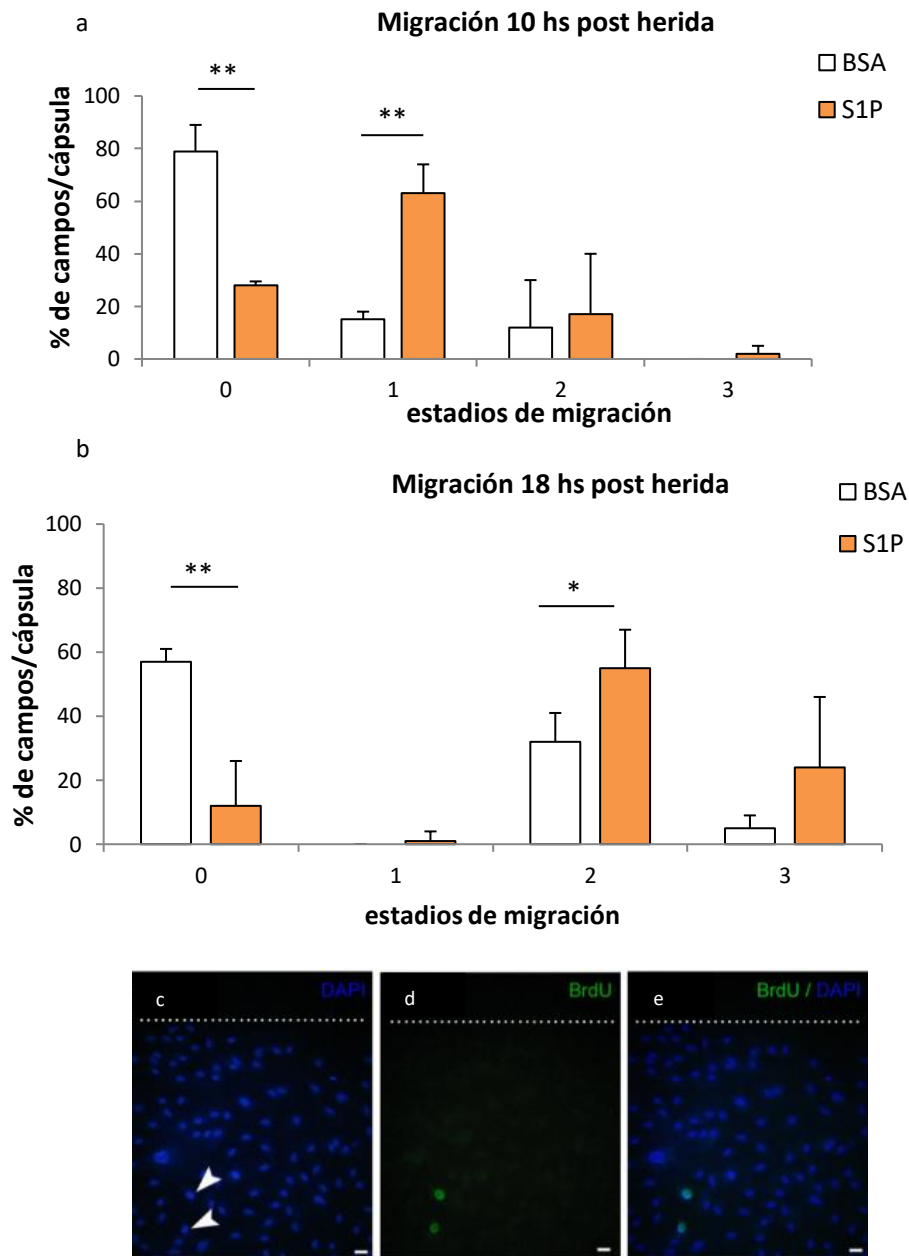 a
Migración 10 hs post herida
BSA
S1P
**
**
100
80
60
40
20
0
% de campos/cápsula
0 1 2 3
estadios de migración
b
Migración 18 hs post herida
BSA
S1P
**
*
100
80
60
40
20
0
% de campos/cápsula
0 1 2 3
estadios de migración
c DAPI
d BrdU
e BrdU / DAPI